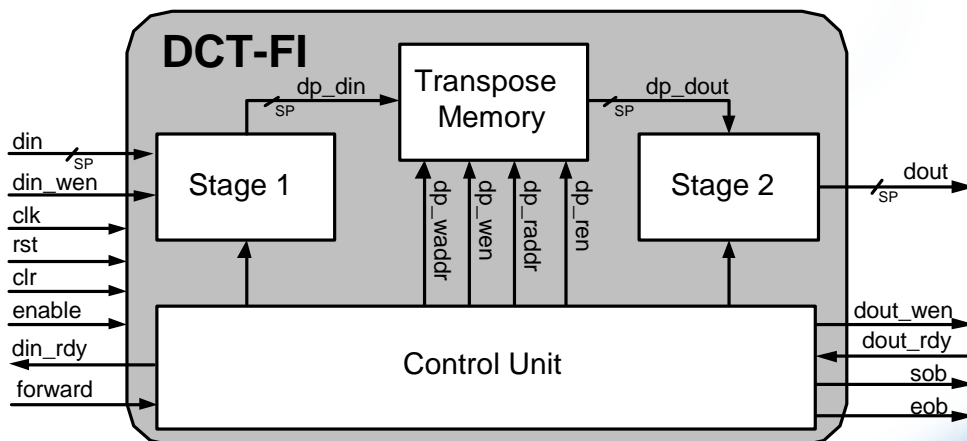 DCT-FI
dp_din
SP
Transpose
Memory
dp_dout
SP
din
SP
din_wen
clk
rst
clr
enable
din_rdy
forward
Stage 1
dp_waddr
dp_wen
dp_raddr
dp_ren
Stage 2
dout
SP
Control Unit
dout_wen
dout_rdy
sob
eob